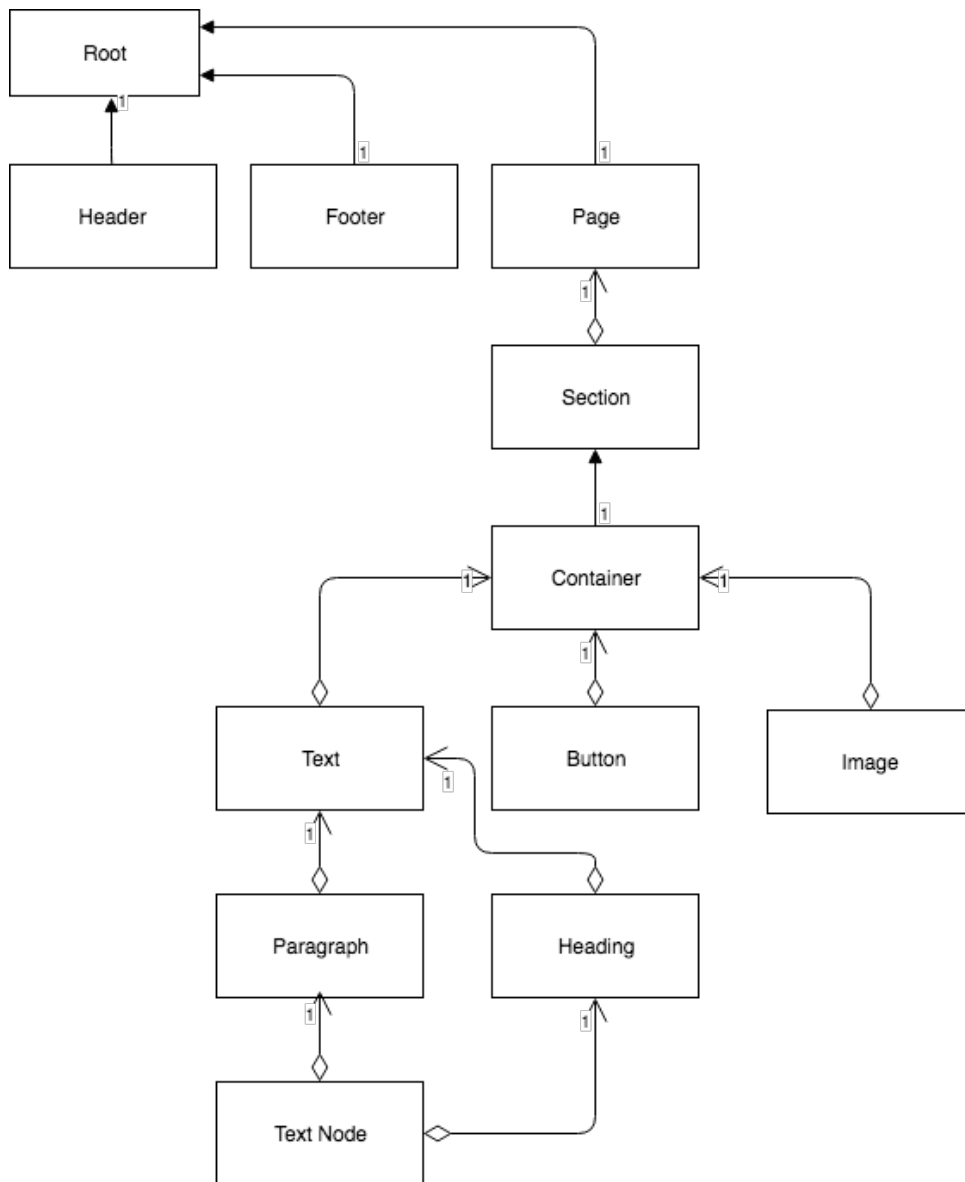 Root
1
1
1
Header
Footer
Page
1
Section
1
Container
1
1
1
Text
Button
Image
1
1
Paragraph
Heading
1
1
Text Node